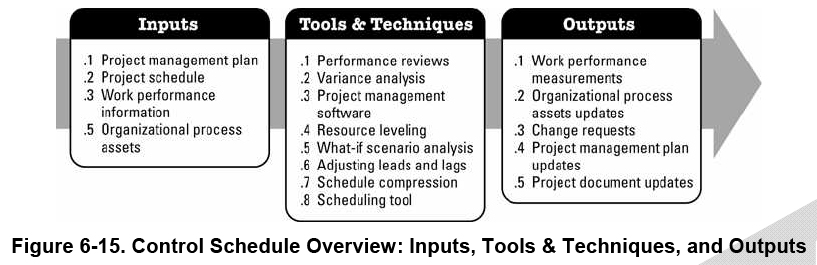 Inputs
.1 Project management plan
.2 Project schedule
.3 Work performance
information
.5 Organizational process
assets
Tools & Techniques
.1 Performance reviews
.2 Variance analysis
.3 Project management
software
.4 Resource leveling
.5 What-if scenario analysis
.6 Adjusting leads and lags
.7 Schedule compression
.8 Scheduling tool
Outputs
.1 Work performance
measurements
.2 Organizational process
assets updates
.3 Change requests
.4 Project management plan
updates
.5 Project document updates
Figure 6-15. Control Schedule Overview: Inputs, Tools & Techniques, and Outputs